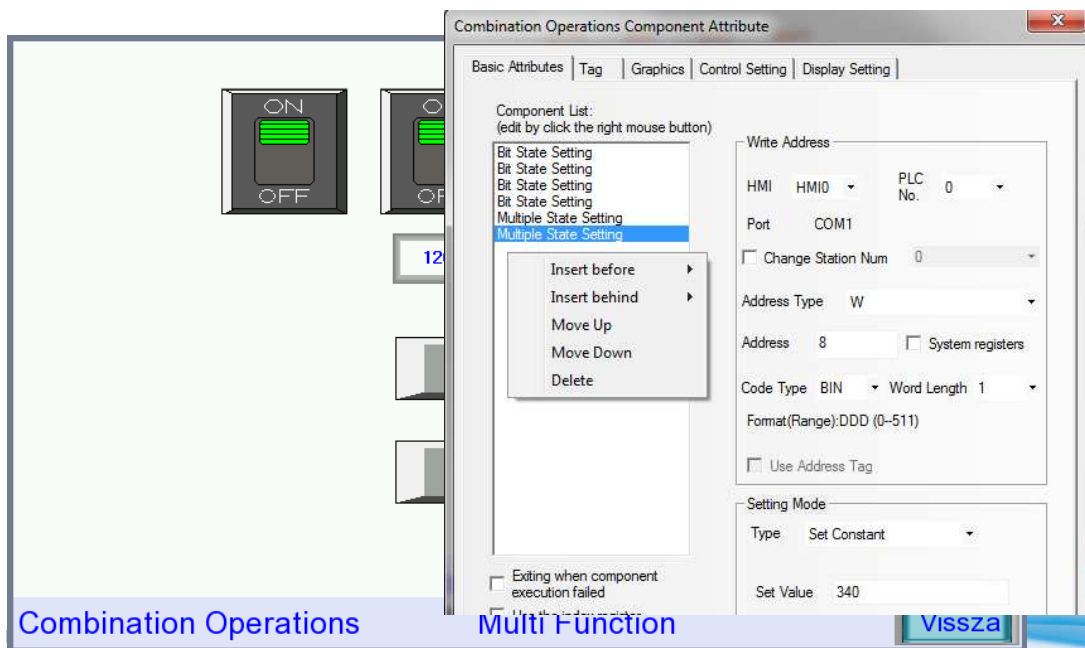 Combination Operations Component Attribute
Basic Attributes Tag Graphics Control Setting Display Setting
ON
OFF
12
Component List:
(edit by click the right mouse button)
Bit State Setting
Bit State Setting
Bit State Setting
Bit State Setting
Multiple State Setting
Multiple State Setting
Insert before
Insert behind
Move Up
Move Down
Delete
Exiting when component
execution failed
Use the index register
Write Address
HMI HMI0 PLC No. 0
Port COM1
Change Station Num 0
Address Type W
Address 8 System registers
Code Type BIN Word Length 1
Format(Range):DDD (0--511)
Use Address Tag
Setting Mode
Type Set Constant
Set Value 340
Combination Operations Multi Function Vissza